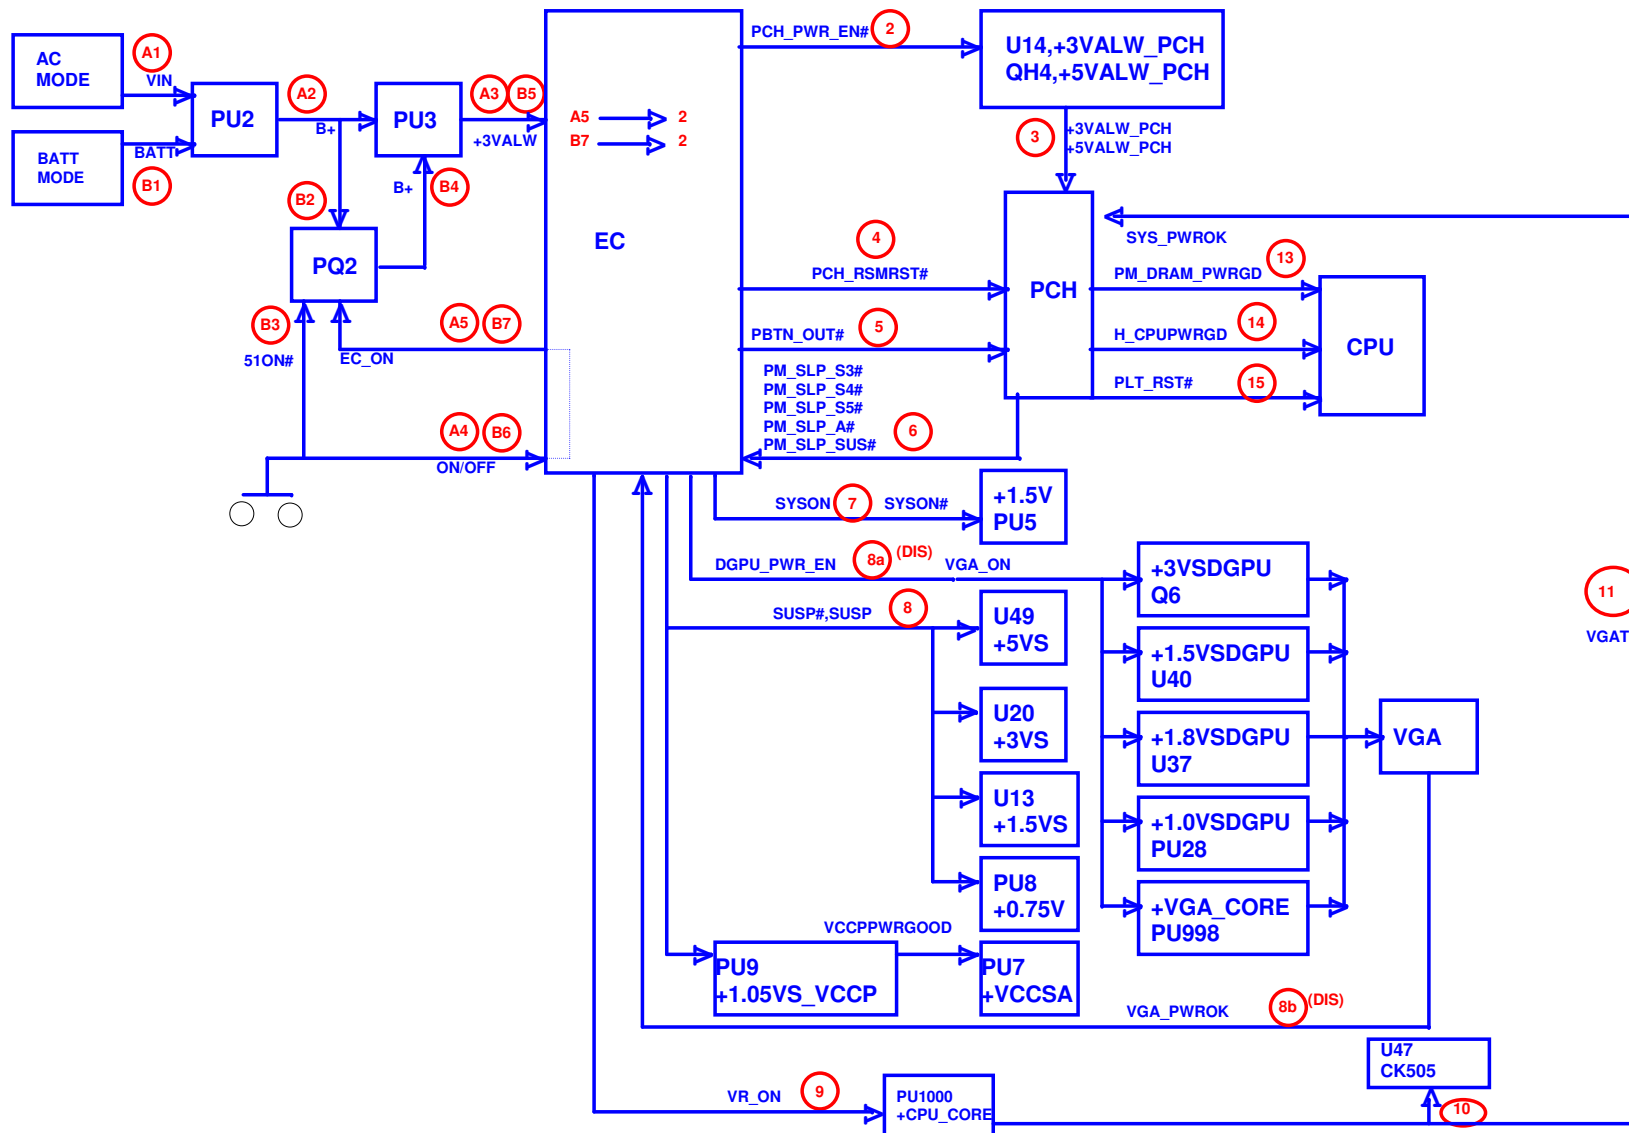 AC
MODE
A1
VIN
BATT
MODE
BATT
B1
PU2
A2
B+
PU3
A3
B5
+3VALW
B2
B+
B4
PQ2
B3
51ON#
A5
B7
EC_ON
A4
B6
ON/OFF
A5
2
B7
2
EC
PCH_PWR_EN#
2
U14,+3VALW_PCH
QH4,+5VALW_PCH
3
+3VALW_PCH
+5VALW_PCH
4
PCH_RSMRST#
PBTN_OUT#
5
PM_SLP_S3#
PM_SLP_S4#
PM_SLP_S5#
PM_SLP_A#
PM_SLP_SUS#
6
PCH
SYS_PWROK
PM_DRAM_PWRGD
13
H_CPUPWRGD
14
PLT_RST#
15
CPU
SYSON
7
SYSON#
+1.5V
PU5
DGPU_PWR_EN
8a
(DIS)
VGA_ON
SUSP#,SUSP
8
U49
+5VS
U20
+3VS
U13
+1.5VS
PU8
+0.75V
+3VSDGPU
Q6
+1.5VSDGPU
U40
+1.8VSDGPU
U37
+1.0VSDGPU
PU28
+VGA_CORE
PU998
VGA
11
VGAT
VCCPPWRGOOD
PU9
+1.05VS_VCCP
PU7
+VCCSA
VGA_PWROK
8b
(DIS)
U47
CK505
VR_ON
9
PU1000
+CPU_CORE
10